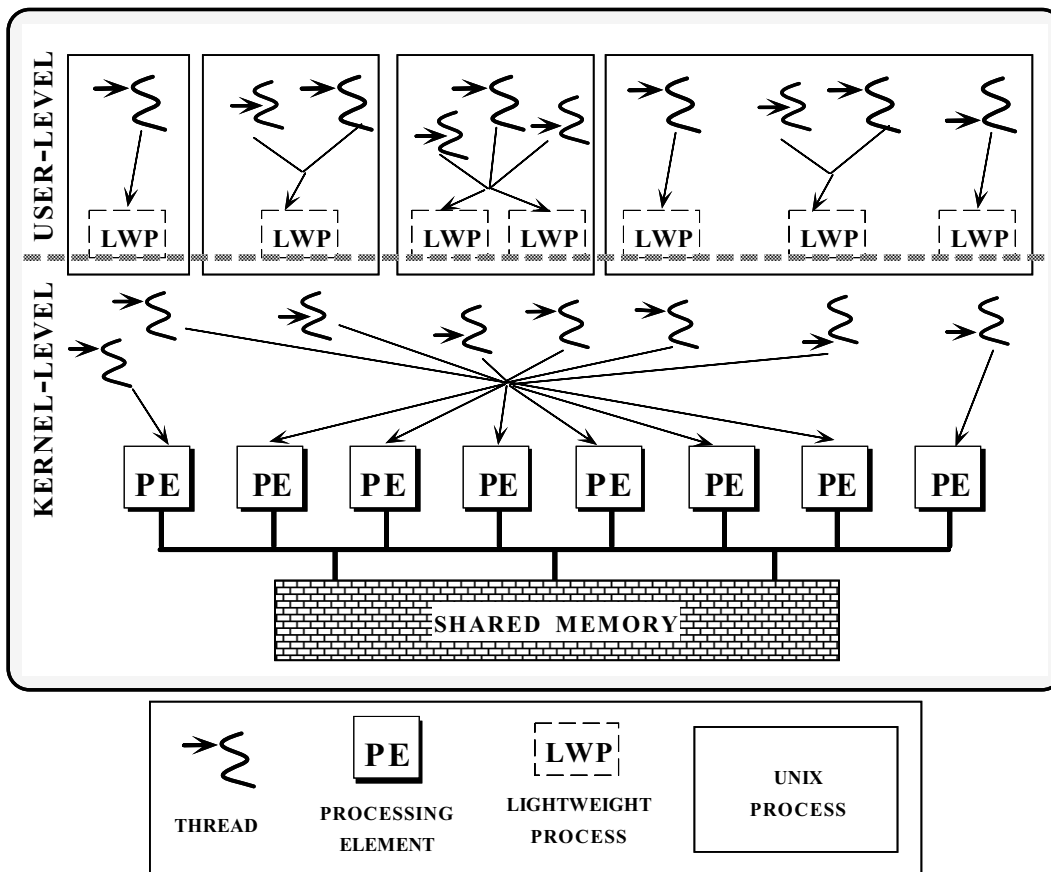 USER-LEVEL
LWP LWP LWP LWP LWP LWP LWP
KERNEL-LEVEL
PE PE PE PE PE PE PE PE
SHARED MEMORY
THREAD
PE
PROCESSING
ELEMENT
LWP
LIGHTWEIGHT
PROCESS
UNIX
PROCESS